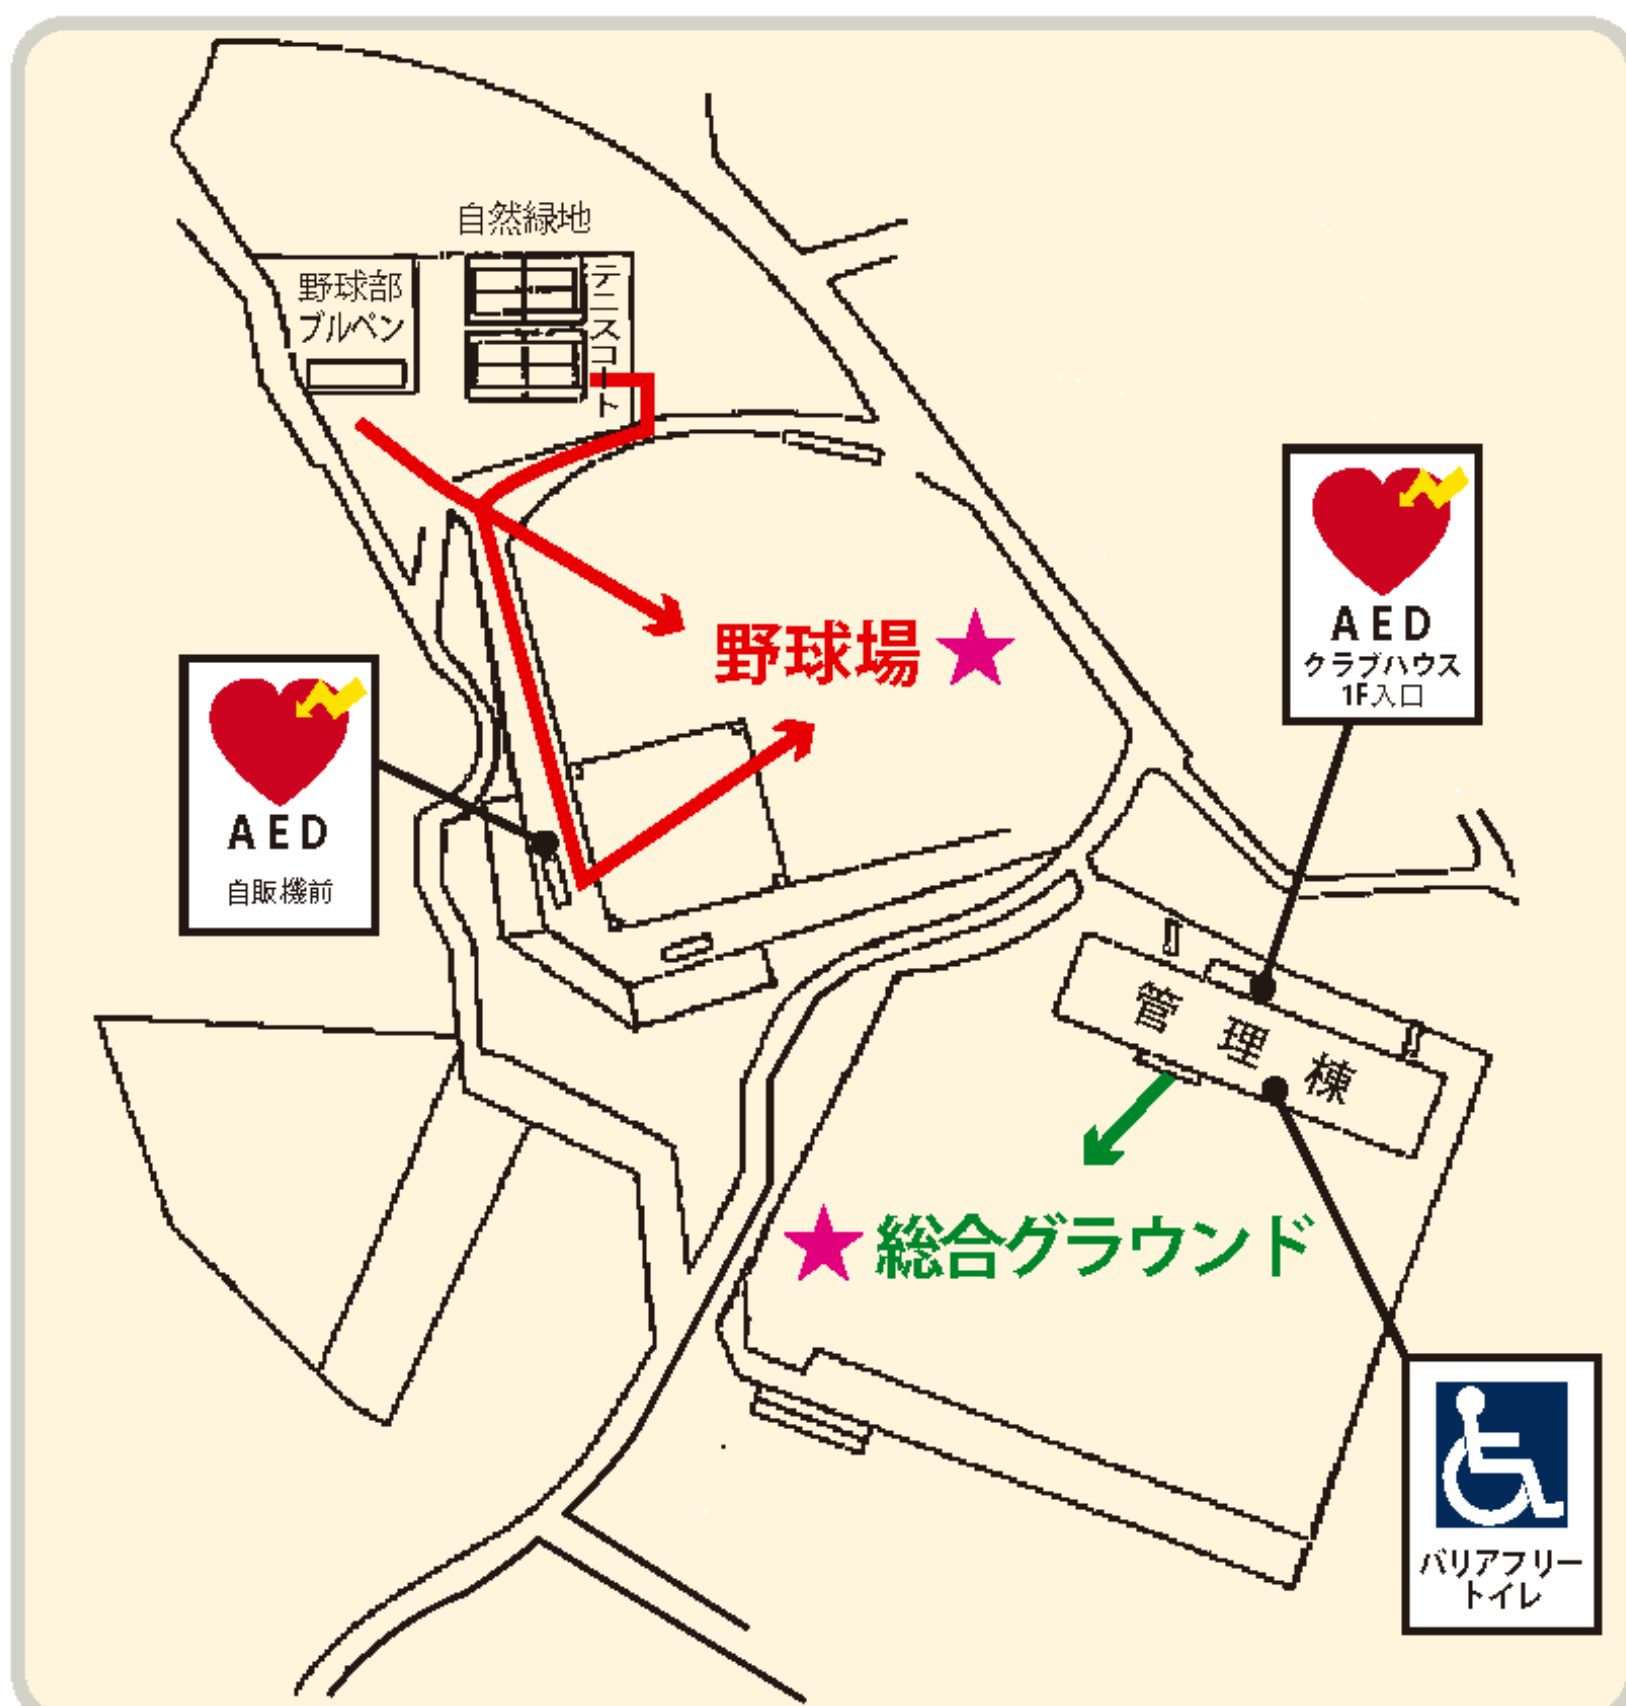 自然緑地
野球部
ブルペン
テニスコート
野球場
AED
クラブハウス
1F入口
AED
自販機前
管理棟
総合グラウンド
バリアフリー
トイレ